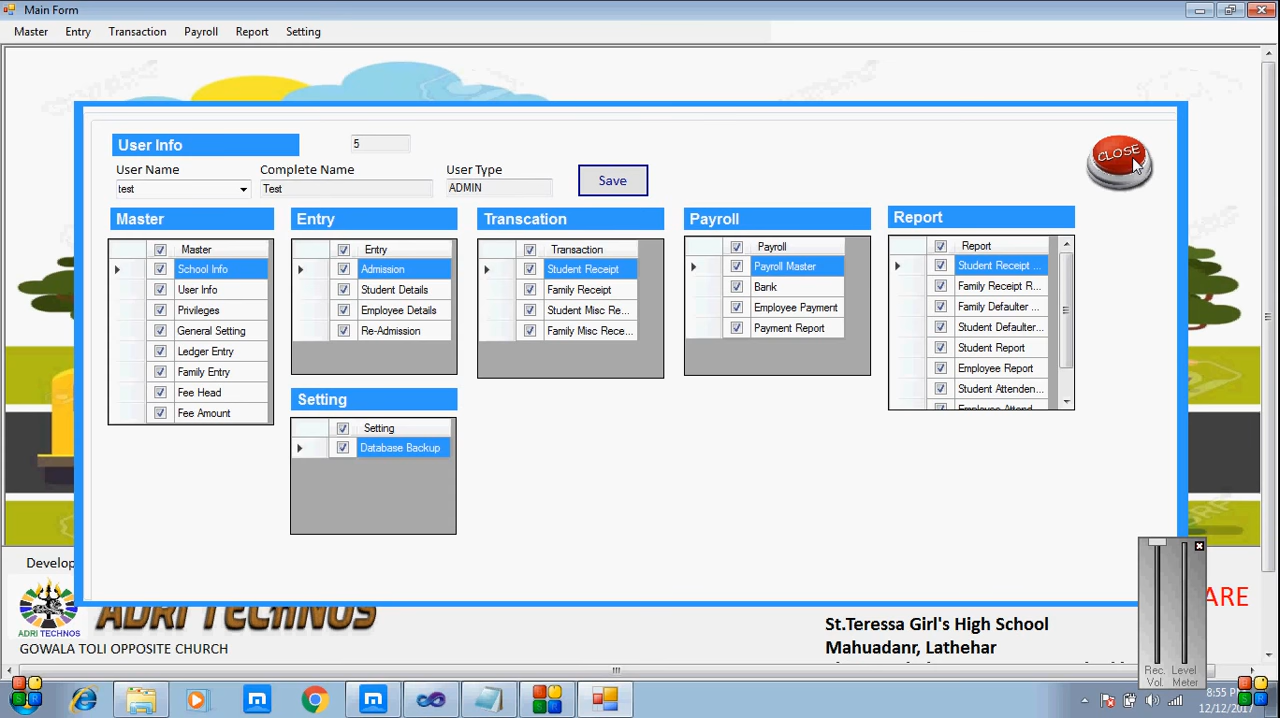 Main Form
Master Entry Transaction Payroll Report Setting
User Info
5
CLOSE
User Name Complete Name User Type
test Test ADMIN
Save
Master
Master
School Info
User Info
Privileges
General Setting
Ledger Entry
Family Entry
Fee Head
Fee Amount
Entry
Entry
Admission
Student Details
Employee Details
Re-Admission
Transcation
Transaction
Student Receipt
Family Receipt
Student Misc Re...
Family Misc Rece...
Payroll
Payroll
Payroll Master
Bank
Employee Payment
Payment Report
Report
Report
Student Receipt ...
Family Receipt R...
Family Defaulter ...
Student Defaulter...
Student Report
Employee Report
Student Attenden...
Employee Attend...
Setting
Setting
Database Backup
Develop
ADRI TECHNOS
ADRI TECHNOS
GOWALA TOLI OPPOSITE CHURCH
ARE
St.Teressa Girl's High School
Mahuadanr, Lathehar
Rec. Vol.
Level Meter
8:55 P
12/12/2017